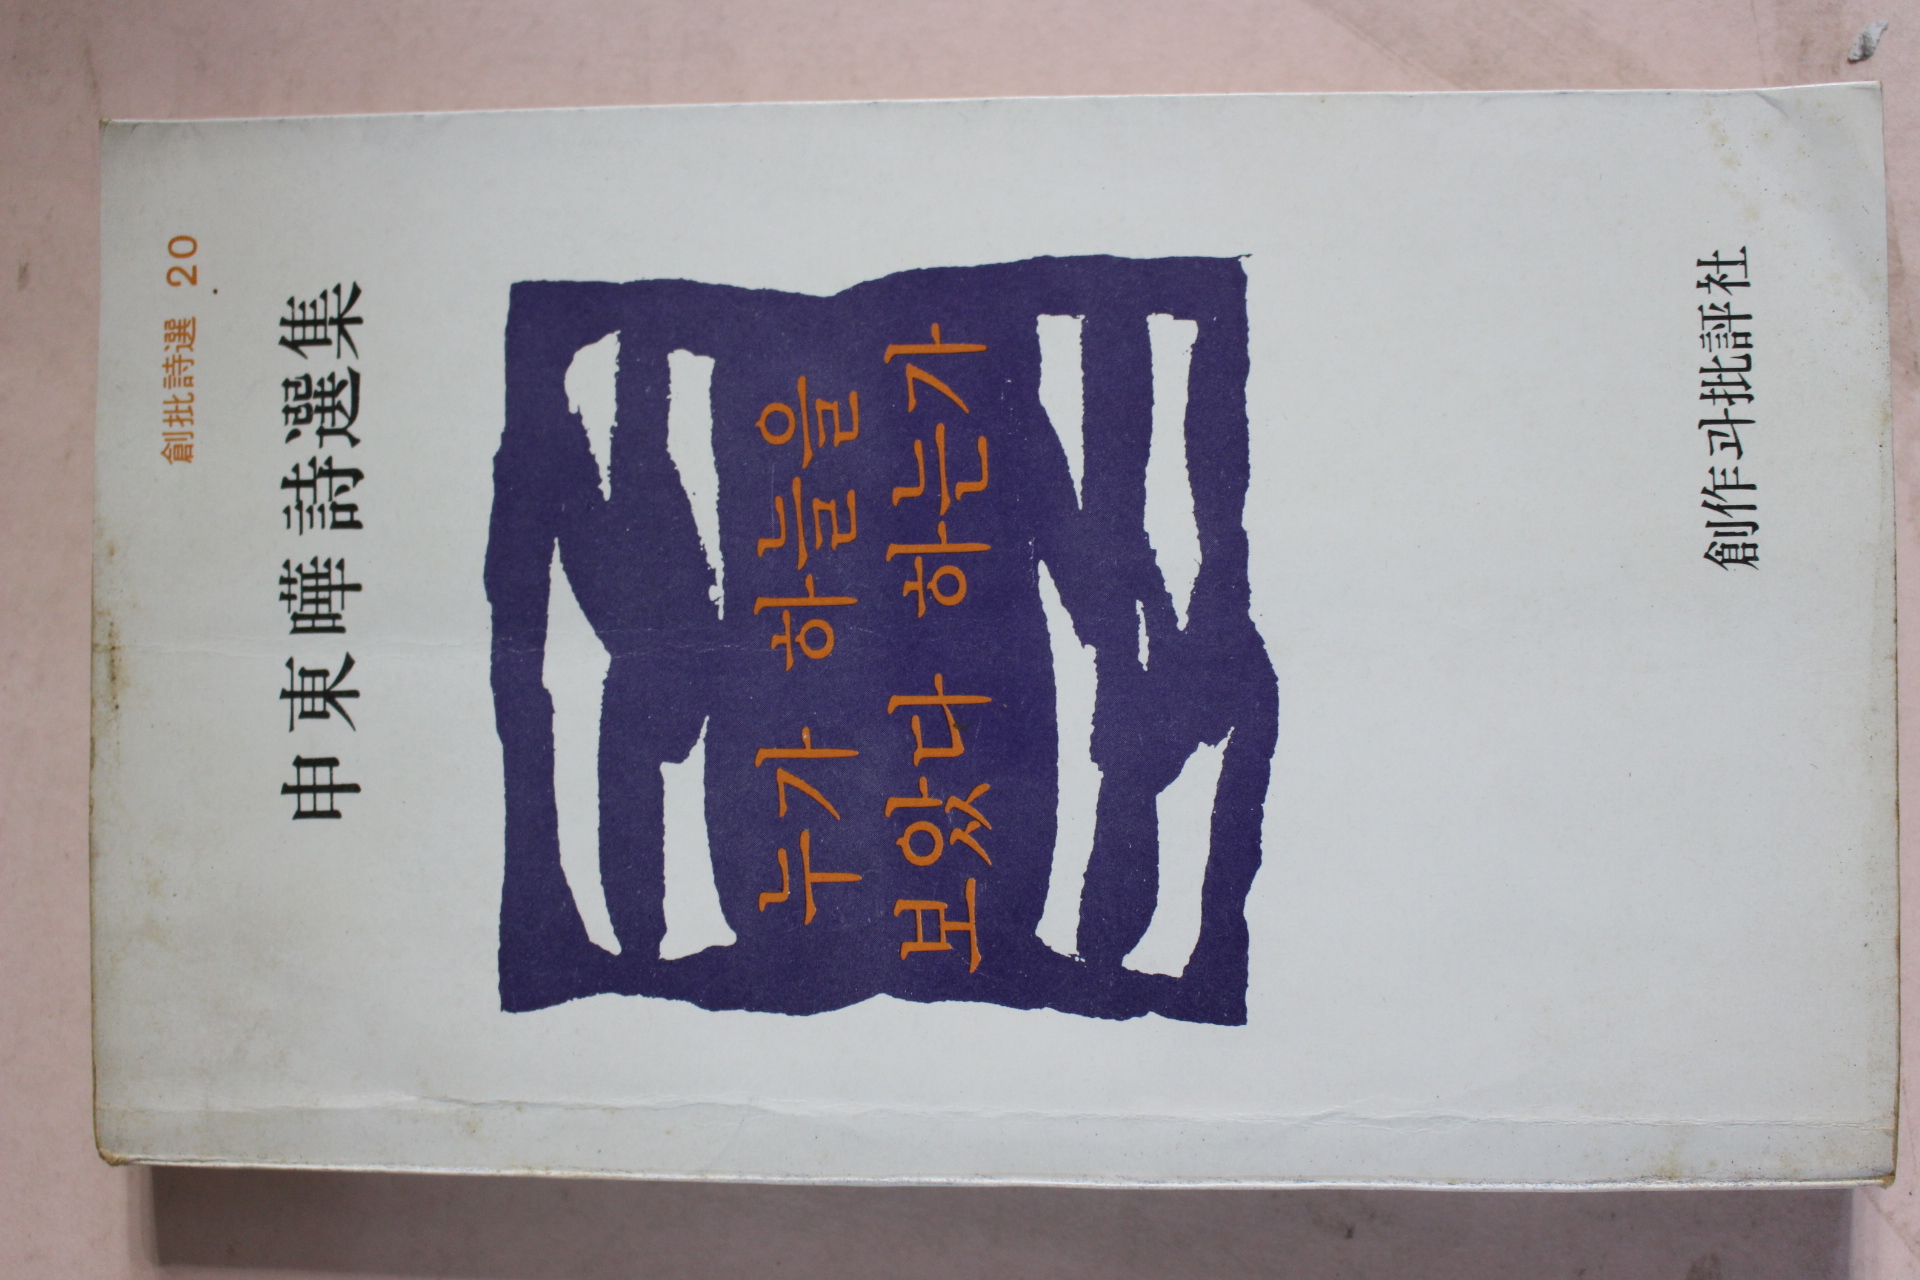 創批詩選 20
申東曄詩選集
누가 하늘을
보았다 하는가
創作과批評社